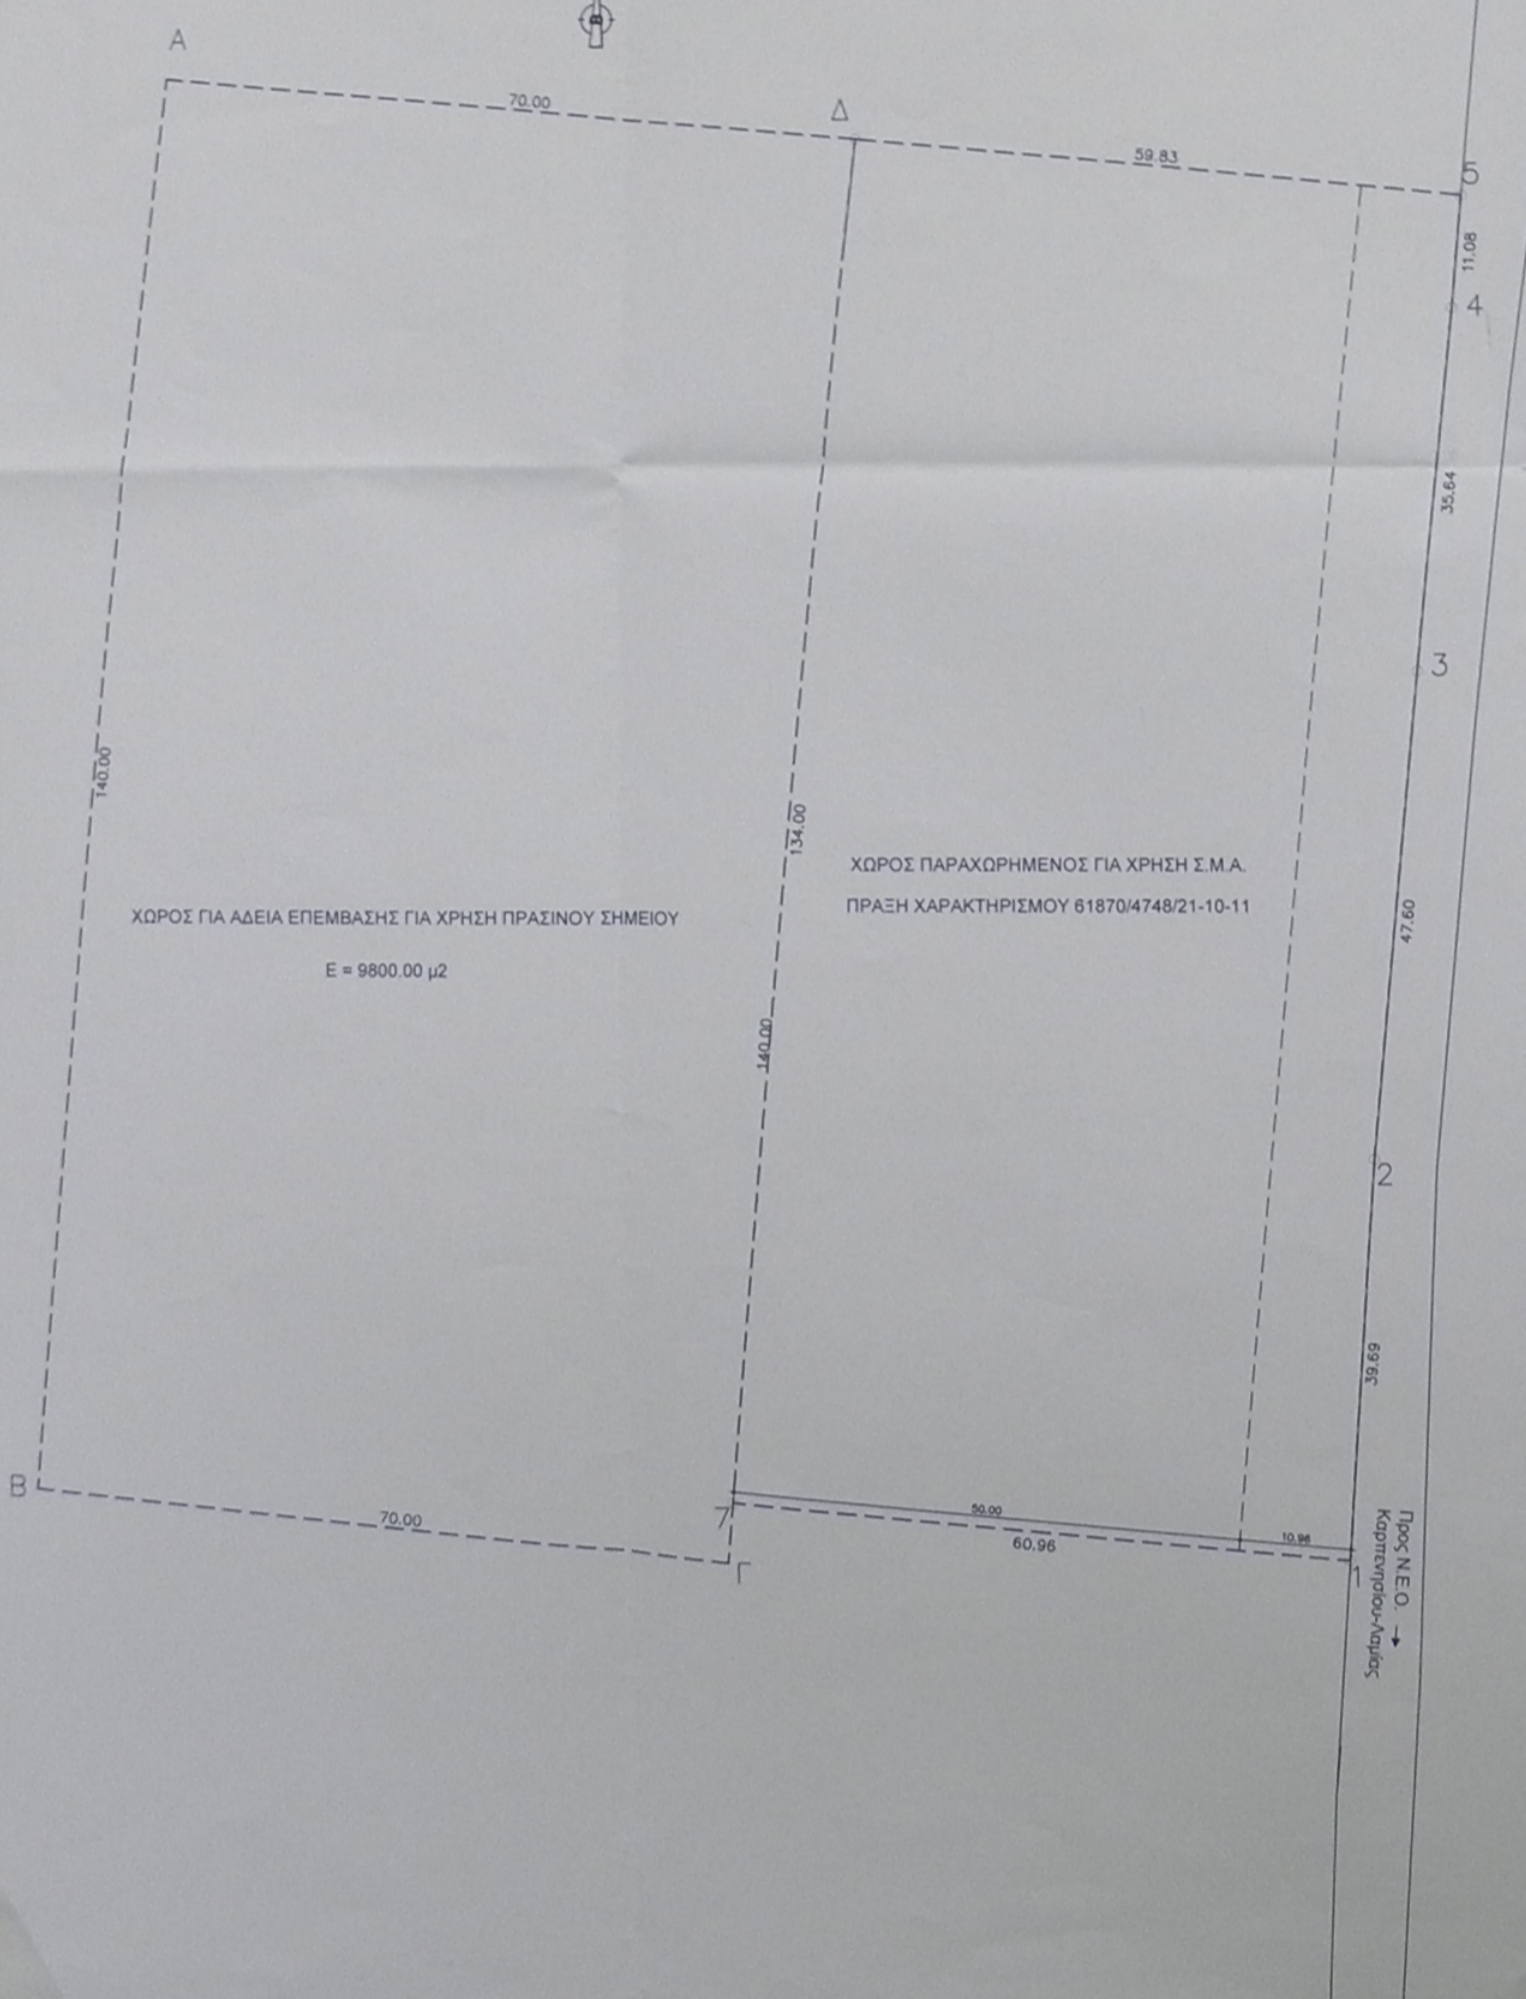 Β
Α
70.00
Δ
59.83
5
11.08
4
35.64
3
140.00
134.00
ΧΩΡΟΣ ΠΑΡΑΧΩΡΗΜΕΝΟΣ ΓΙΑ ΧΡΗΣΗ Σ.Μ.Α.
ΠΡΑΞΗ ΧΑΡΑΚΤΗΡΙΣΜΟΥ 61870/4748/21-10-11
47.60
ΧΩΡΟΣ ΓΙΑ ΑΔΕΙΑ ΕΠΕΜΒΑΣΗΣ ΓΙΑ ΧΡΗΣΗ ΠΡΑΣΙΝΟΥ ΣΗΜΕΙΟΥ
Ε = 9800.00 μ2
140.00
2
39.69
Β
70.00
7
50.00
60.96
10.96
Γ
Προς Ν.Ε.Ο. →
Καρπενησίου-Λαμίας